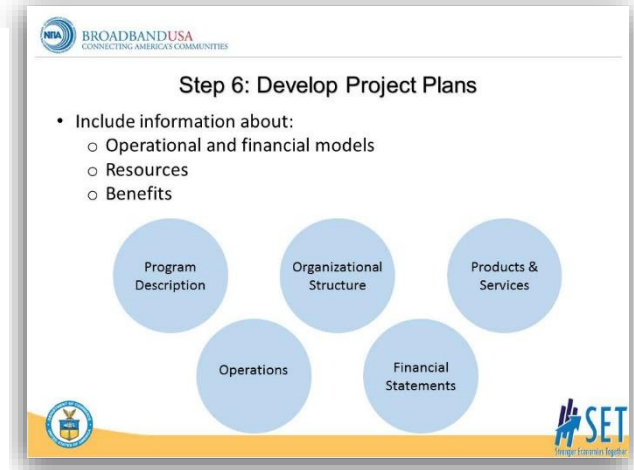 NTIA
BROADBANDUSA
CONNECTING AMERICA'S COMMUNITIES
Step 6: Develop Project Plans
• Include information about:
o Operational and financial models
o Resources
o Benefits
Program
Description
Organizational
Structure
Products &
Services
Operations
Financial
Statements
SET
Stronger Economies Together